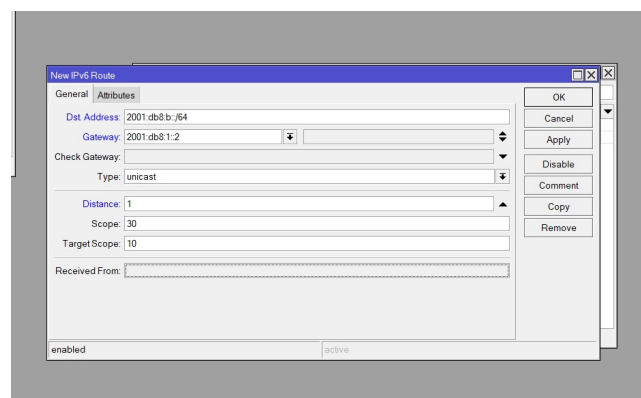 New IPv6 Route
General Attributes
Dst. Address: 2001:db8:b::/64
Gateway: 2001:db8:1::2
Check Gateway:
Type: unicast
Distance: 1
Scope: 30
Target Scope: 10
Received From:
OK
Cancel
Apply
Disable
Comment
Copy
Remove
enabled
active